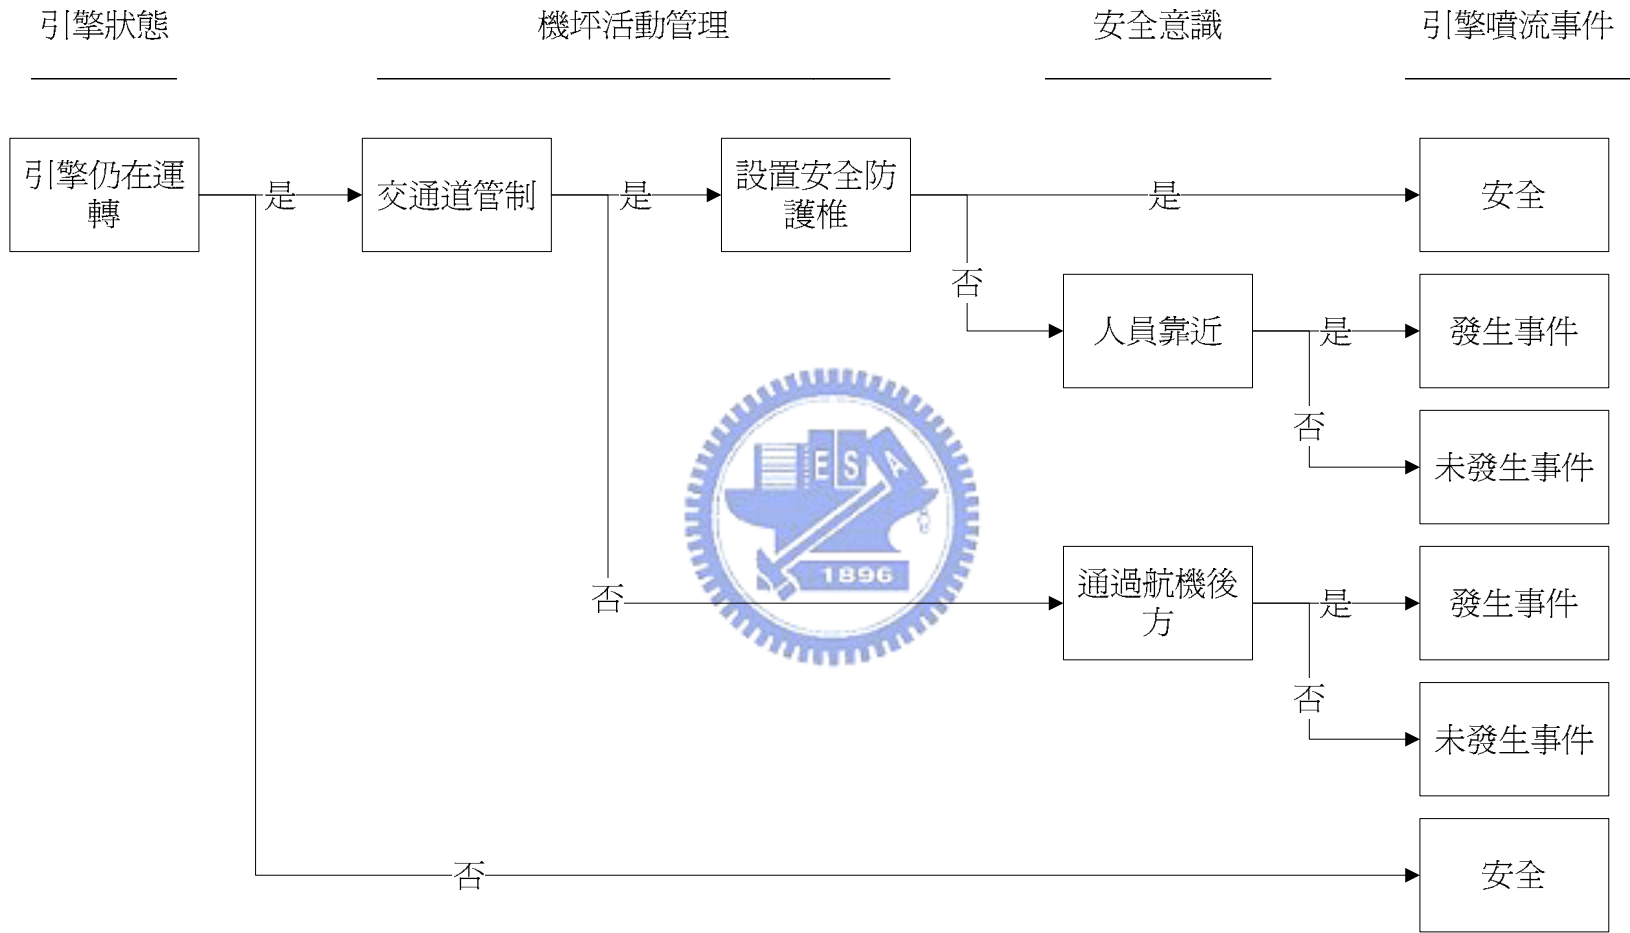 引擎狀態
機坪活動管理
安全意識
引擎噴流事件
引擎仍在運
轉
是
交通道管制
是
設置安全防
護椎
是
安全
否
人員靠近
是
發生事件
否
未發生事件
E S A
1896
否
通過航機後
方
是
發生事件
否
未發生事件
否
安全